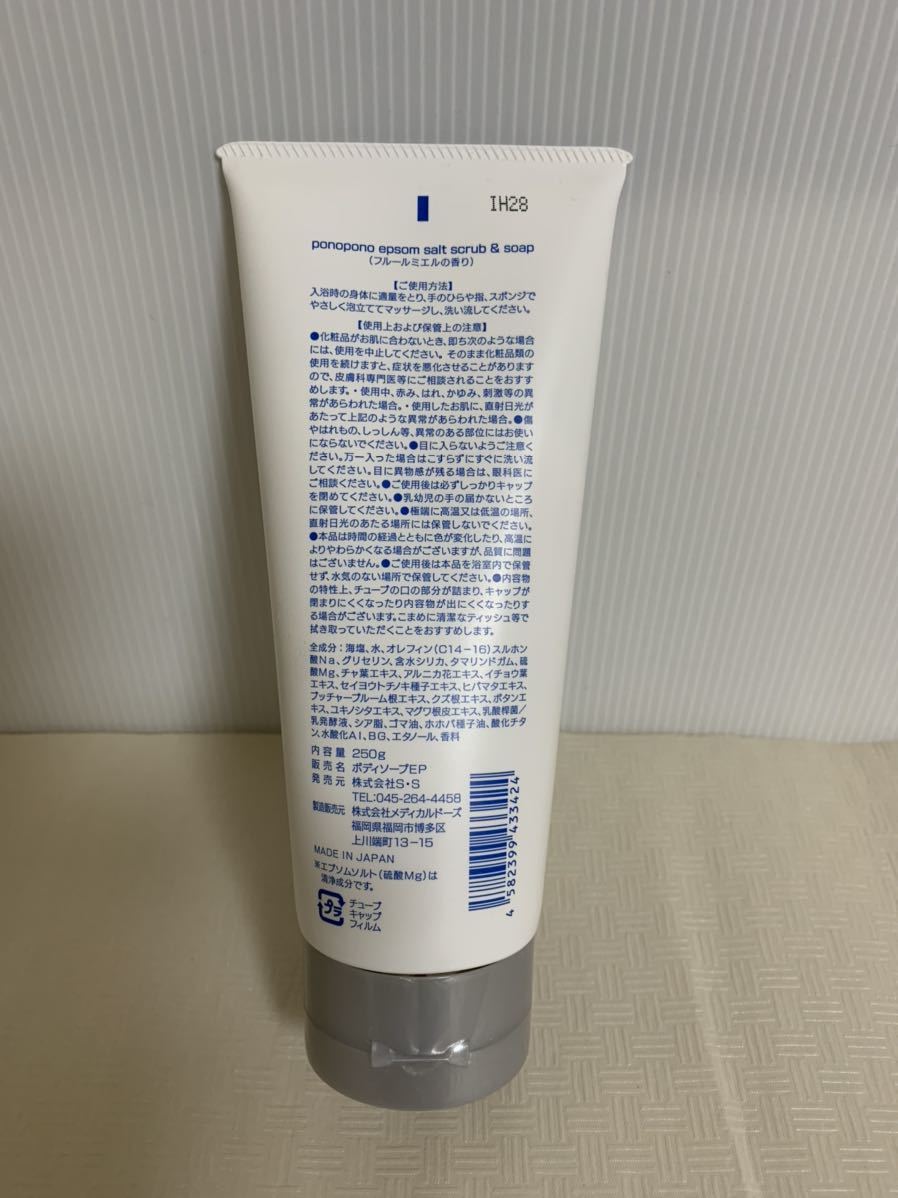 IH28
ponopono epsom salt scrub & soap
（フルールミエルの香り）
【ご使用方法】
入浴時の身体に適量をとり、手のひらや指、スポンジで
やさしく泡立ててマッサージし、洗い流してください。
【使用上および保管上の注意】
●化粧品がお肌に合わないとき、即ち次のような場合
には、使用を中止してください。そのまま化粧品類の
使用を続けますと、症状を悪化させることがあります
ので、皮膚科専門医等にご相談されることをおすす
めします。・使用中、赤み、はれ、かゆみ、刺激等の異
常があらわれた場合。・使用したお肌に、直射日光が
あたって上記のような異常があらわれた場合。●傷
やはれもの、しっしん等、異常のある部位にはお使い
にならないでください。●目に入らないようご注意くだ
さい。万一入った場合はこすらずにすぐに洗い流
してください。目に異物感が残る場合は、眼科医に
ご相談ください。●ご使用後は必ずしっかりキャップ
を閉めてください。●乳幼児の手の届かないところ
に保管してください。●極端に高温又は低温の場所、
直射日光のあたる場所には保管しないでください。
●本品は時間の経過とともに色が変化したり、高温に
よりやわらかくなる場合がございますが、品質に問題
はございません。●ご使用後は本品を浴室内で保管
せず、水気のない場所で保管してください。●内容物
の特性上、チューブの口の部分が詰まり、キャップが
閉まりにくくなったり内容物が出にくくなったりす
る場合がございます。こまめに清潔なティッシュ等で
拭き取っていただくことをおすすめします。
全成分：海塩、水、オレフィン（C14-16）スルホン
酸Na、グリセリン、含水シリカ、タマリンドガム、硫
酸Mg、チャ葉エキス、アルニカ花エキス、イチョウ葉
エキス、セイヨウトチノキ種子エキス、ヒバマタエキス、
ブッチャーブルーム根エキス、クズ根エキス、ボタンエ
キス、ユキノシタエキス、マグワ根皮エキス、乳酸桿菌／
乳発酵液、シア脂、ゴマ油、ホホバ種子油、酸化チタ
ン、水酸化Al、BG、エタノール、香料
内容量 250g
販売名 ボディソープEP
発売元 株式会社S・S
TEL:045-264-4458
製造販売元 株式会社メディカルドーズ
福岡県福岡市博多区
上川端町13-15
MADE IN JAPAN
※エプソムソルト（硫酸Mg）は
清浄成分です。
プラ
チューブ
キャップ
フィルム
4 582399 433424